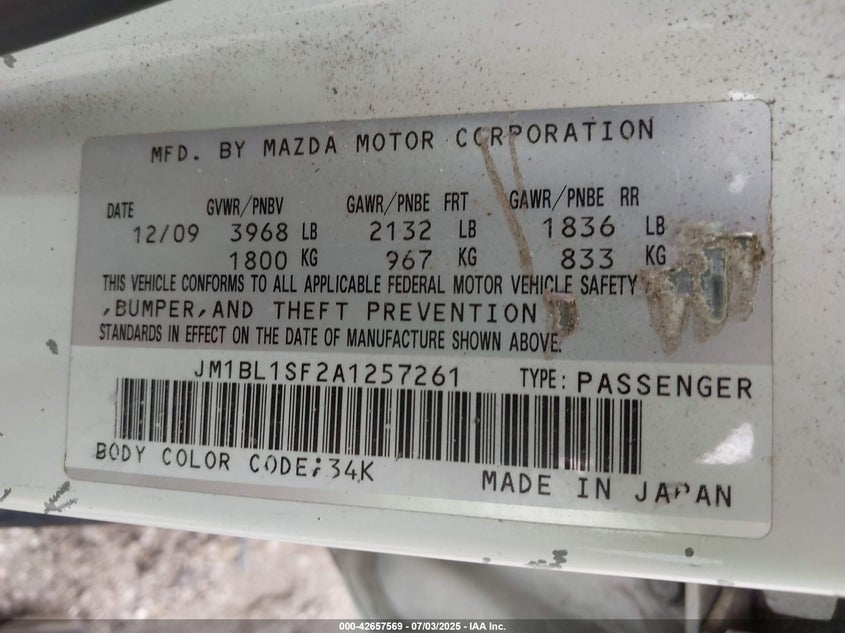 MFD. BY MAZDA MOTOR CORPORATION
DATE GVWR/PNBV GAWR/PNBE FRT GAWR/PNBE RR
12/09 3968 LB 2132 LB 1836 LB
1800 KG 967 KG 833 KG
THIS VEHICLE CONFORMS TO ALL APPLICABLE FEDERAL MOTOR VEHICLE SAFETY
,BUMPER,AND THEFT PREVENTION
STANDARDS IN EFFECT ON THE DATE OF MANUFACTURE SHOWN ABOVE.
JM1BL1SF2A1257261 TYPE: PASSENGER
BODY COLOR CODE: 34K MADE IN JAPAN
000-42657569 - 07/03/2025 - IAA Inc.